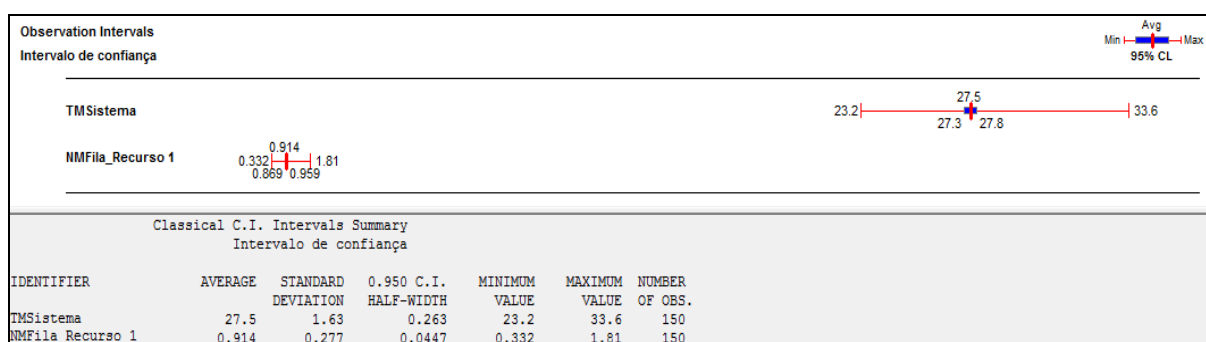 Observation Intervals
Intervalo de confiança
Avg
Min Max
95% CL
TMSistema
27.5
23.2 33.6
27.3 27.8
NMFila_Recurso 1
0.914
0.332 1.81
0.869 0.959
Classical C.I. Intervals Summary
Intervalo de confiança
IDENTIFIER AVERAGE STANDARD 0.950 C.I. MINIMUM MAXIMUM NUMBER
DEVIATION HALF-WIDTH VALUE VALUE OF OBS.
TMSistema 27.5 1.63 0.263 23.2 33.6 150
NMFila Recurso 1 0.914 0.277 0.0447 0.332 1.81 150